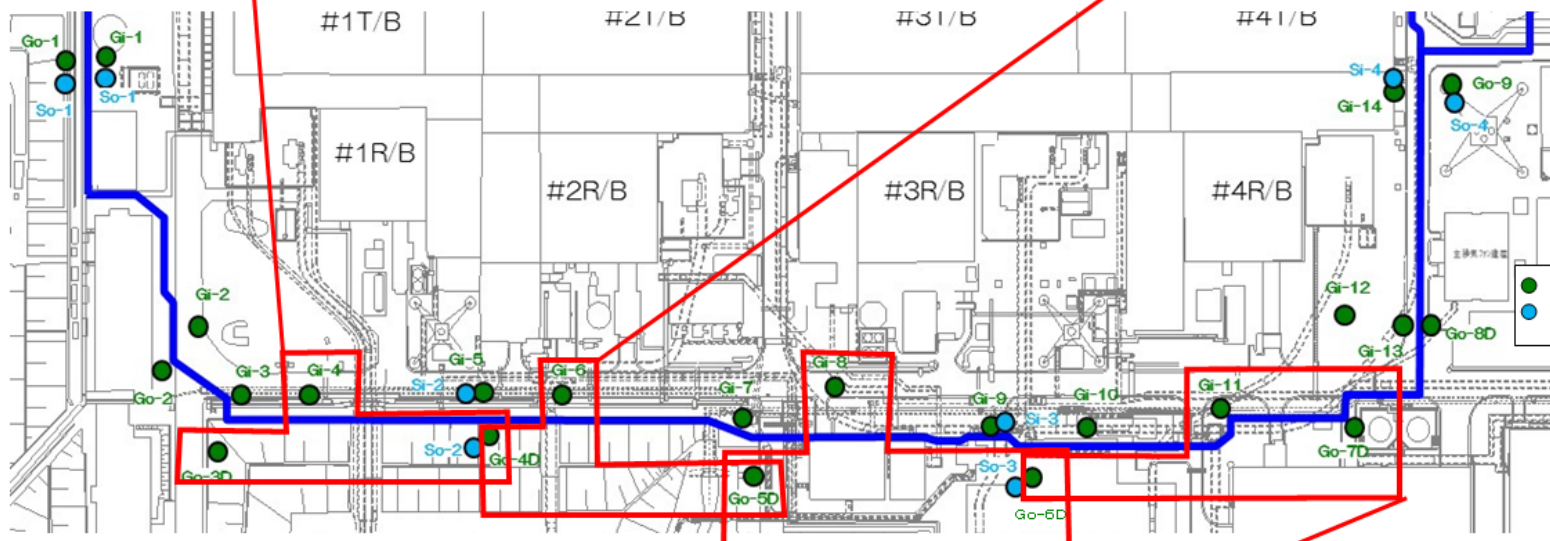 #1T/B
#2T/B
#3T/B
#4T/B
Go-1
Gi-1
So-1
So-1
Si-4
Gi-14
Go-9
So-4
#1R/B
#2R/B
#3R/B
#4R/B
Gi-2
Gi-12
Gi-13
Go-8D
Go-2
Gi-3
Gi-4
Si-2
Gi-5
Gi-6
Gi-7
Gi-8
Gi-9
Si-3
Gi-10
Gi-11
Go-7D
Go-3D
So-2
Go-4D
Go-5D
So-3
Go-6D